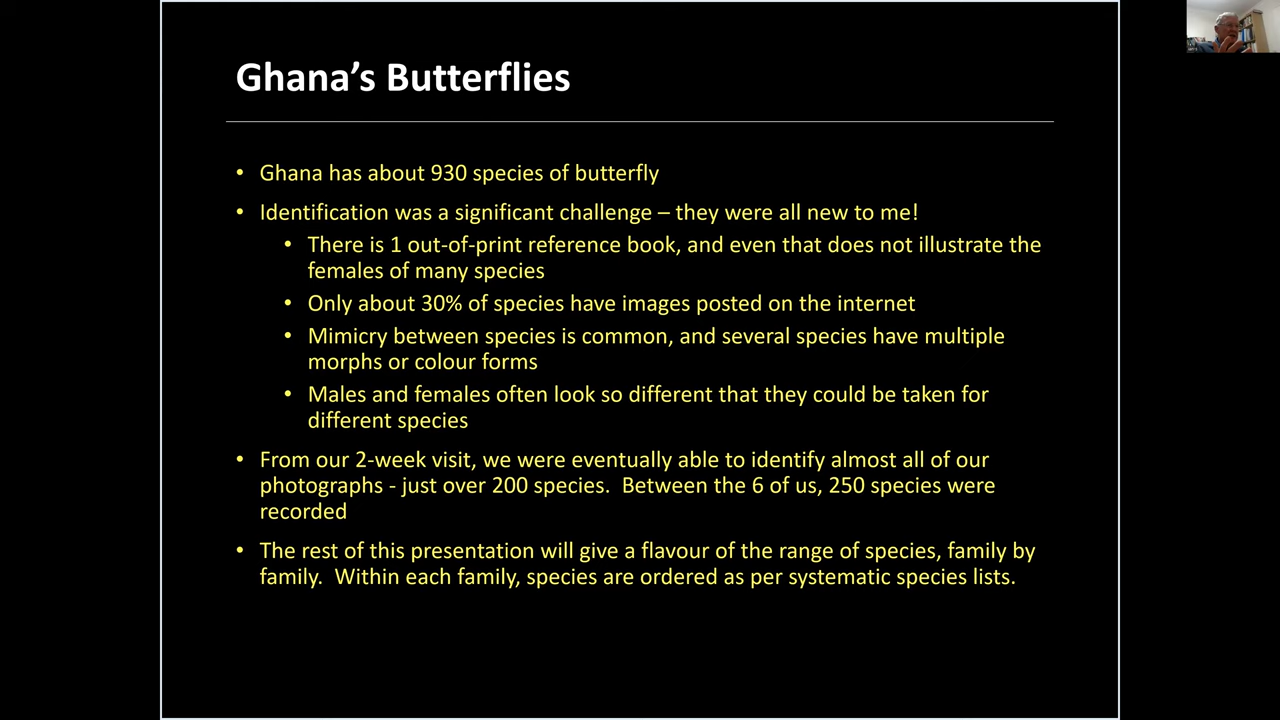 Ghana’s Butterflies
• Ghana has about 930 species of butterfly
• Identification was a significant challenge – they were all new to me!
• There is 1 out-of-print reference book, and even that does not illustrate the
females of many species
• Only about 30% of species have images posted on the internet
• Mimicry between species is common, and several species have multiple
morphs or colour forms
• Males and females often look so different that they could be taken for
different species
• From our 2-week visit, we were eventually able to identify almost all of our
photographs - just over 200 species.  Between the 6 of us, 250 species were
recorded
• The rest of this presentation will give a flavour of the range of species, family by
family.  Within each family, species are ordered as per systematic species lists.